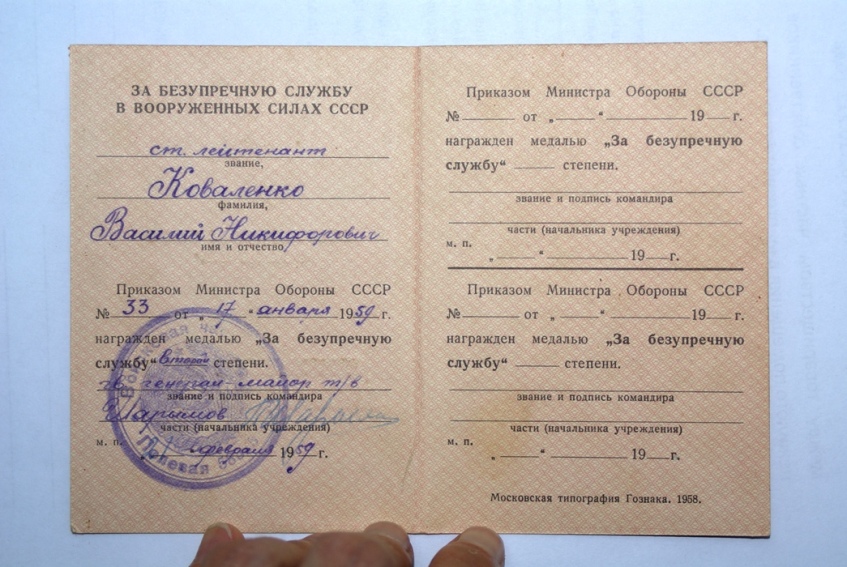 ЗА БЕЗУПРЕЧНУЮ СЛУЖБУ
В ВООРУЖЕННЫХ СИЛАХ СССР
ст. лейтенант
звание,
Коваленко
фамилия,
Василий Никифорович
имя и отчество,
Приказом Министра Обороны СССР
№ 33 от „17“ января 1959 г.
награжден медалью „За безупречную
службу“ Второй степени.
гв. генерал-майор т/в
звание и подпись командира
Шарымов
части (начальника учреждения)
м. п.
февраля 1959 г.
Полевая
Приказом Министра Обороны СССР
№ от „ “ 19 г.
награжден медалью „За безупречную
службу“ степени.
звание и подпись командира
части (начальника учреждения)
м. п.
„ “ 19 г.
Приказом Министра Обороны СССР
№ от „ “ 19 г.
награжден медалью „За безупречную
службу“ степени.
звание и подпись командира
части (начальника учреждения)
м. п.
„ “ 19 г.
Московская типография Гознака. 1958.